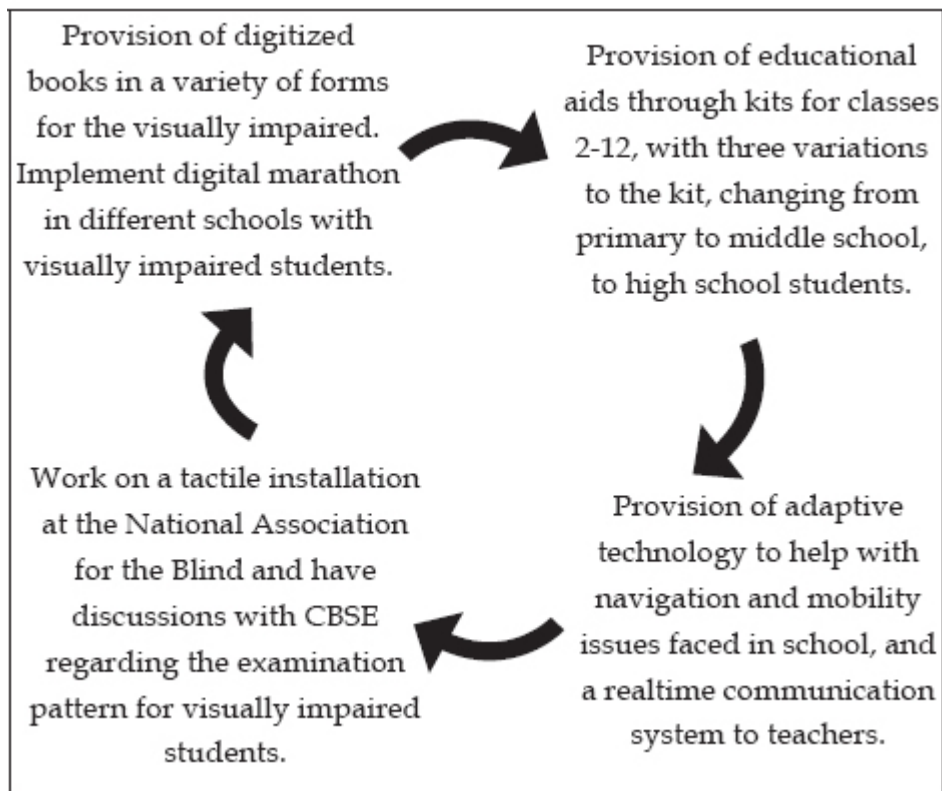 Provision of digitized
books in a variety of forms
for the visually impaired.
Implement digital marathon
in different schools with
visually impaired students.
Provision of educational
aids through kits for classes
2-12, with three variations
to the kit, changing from
primary to middle school,
to high school students.
Provision of adaptive
technology to help with
navigation and mobility
issues faced in school, and
a realtime communication
system to teachers.
Work on a tactile installation
at the National Association
for the Blind and have
discussions with CBSE
regarding the examination
pattern for visually impaired
students.